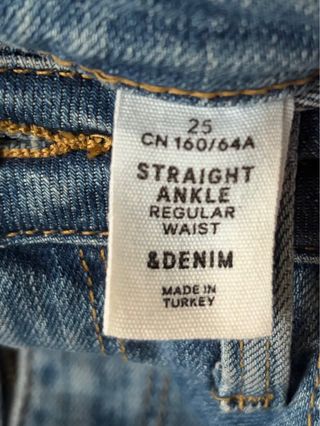 25
CN 160/64A
STRAIGHT
ANKLE
REGULAR
WAIST
&DENIM
MADE IN
TURKEY